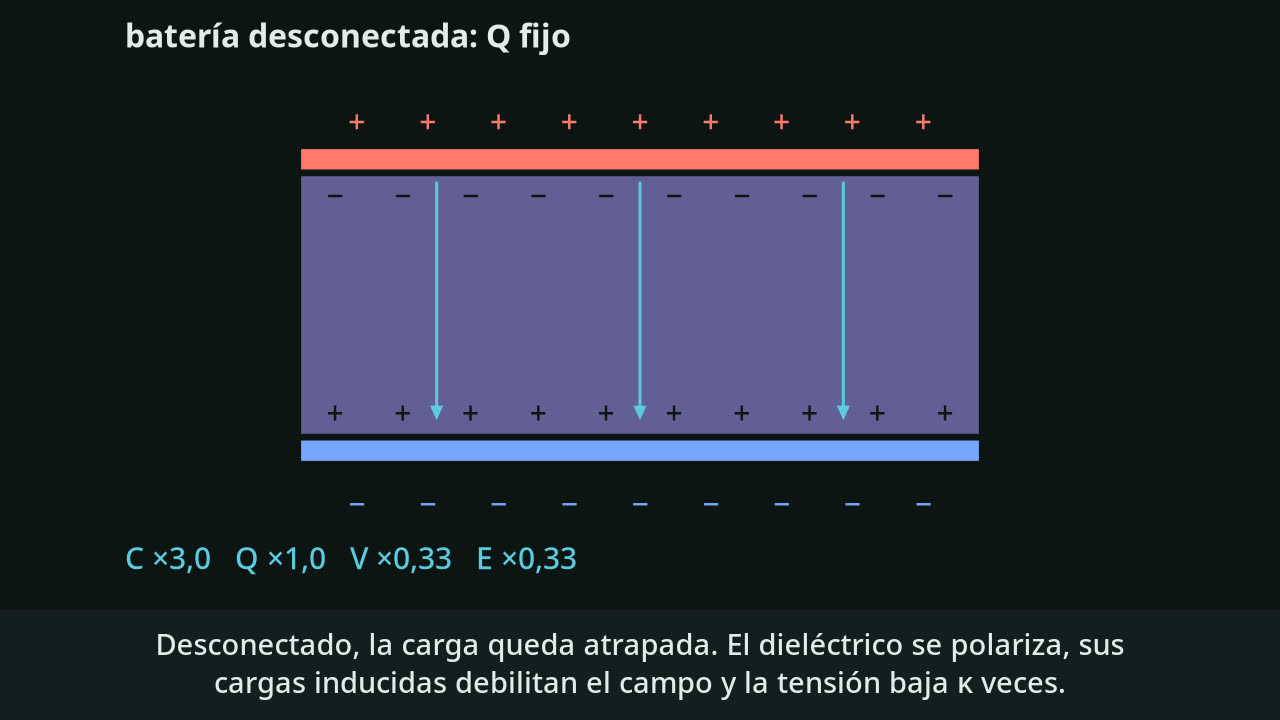 batería desconectada: Q fijo
+ + + + + + + + +
− − − − − − − − − −
+ + + + + + + + + +
− − − − − − − − −
C ×3,0 Q ×1,0 V ×0,33 E ×0,33
Desconectado, la carga queda atrapada. El dieléctrico se polariza, sus
cargas inducidas debilitan el campo y la tensión baja κ veces.